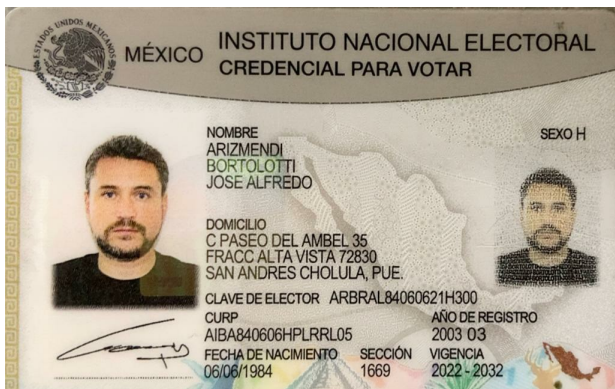 ESTADOS UNIDOS MEXICANOS
MÉXICO INSTITUTO NACIONAL ELECTORAL
CREDENCIAL PARA VOTAR
NOMBRE SEXO H
ARIZMENDI
BORTOLOTTI
JOSE ALFREDO
DOMICILIO
C PASEO DEL AMBEL 35
FRACC ALTA VISTA 72830
SAN ANDRES CHOLULA, PUE.
CLAVE DE ELECTOR ARBRAL84060621H300
CURP AÑO DE REGISTRO
AIBA840606HPLRRL05 2003 03
FECHA DE NACIMIENTO SECCIÓN VIGENCIA
06/06/1984 1669 2022 - 2032